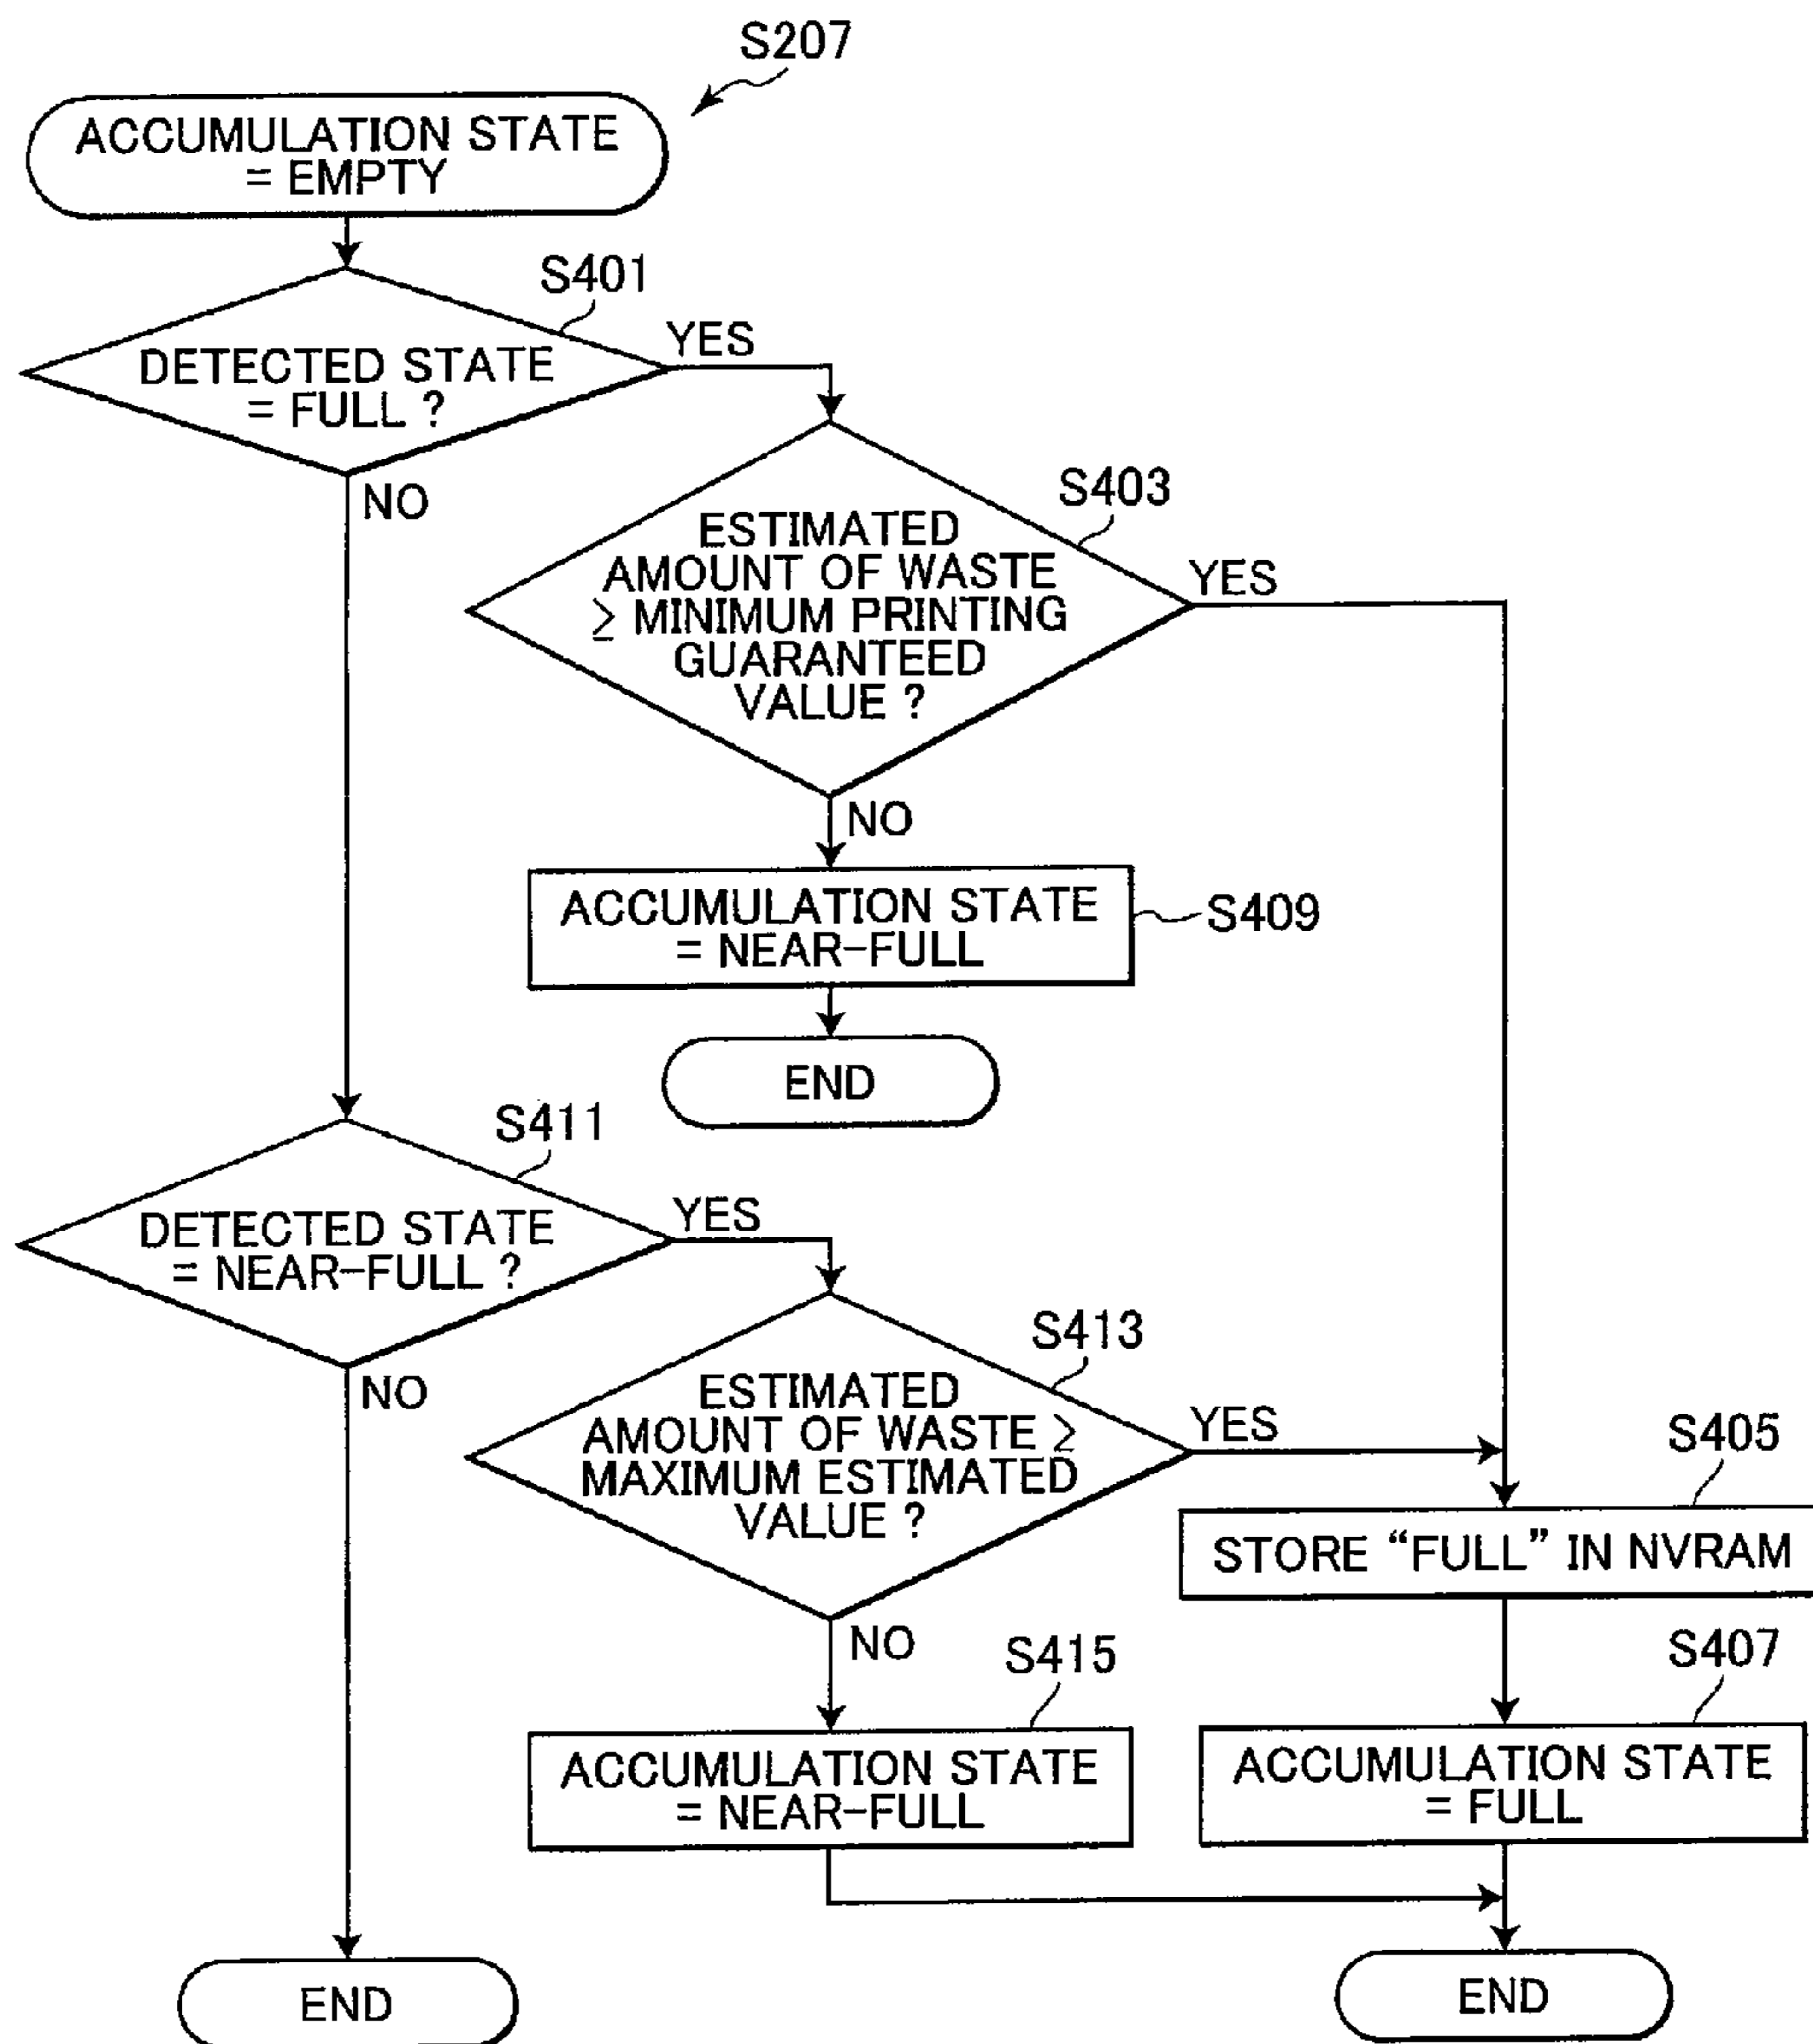 S207
ACCUMULATION STATE
= EMPTY
S401
DETECTED STATE
= FULL ?
YES
NO
S403
ESTIMATED
AMOUNT OF WASTE
≥ MINIMUM PRINTING
GUARANTEED
VALUE ?
YES
NO
ACCUMULATION STATE
= NEAR-FULL
S409
END
S411
DETECTED STATE
= NEAR-FULL ?
YES
NO
S413
ESTIMATED
AMOUNT OF WASTE ≥
MAXIMUM ESTIMATED
VALUE ?
YES
NO
S405
STORE “FULL” IN NVRAM
S415
ACCUMULATION STATE
= NEAR-FULL
S407
ACCUMULATION STATE
= FULL
END
END